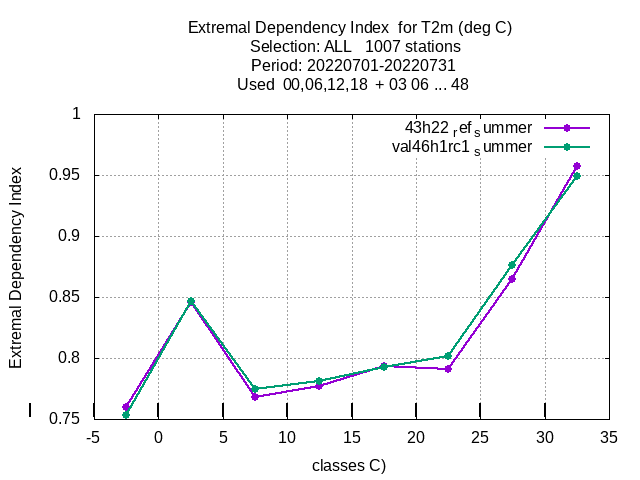 Extremal Dependency Index  for T2m (deg C)
Selection: ALL   1007 stations
Period: 20220701-20220731
Used  00,06,12,18  + 03 06 ... 48
43h22_ref_summer
val46h1rc1_summer
Extremal Dependency Index
1
0.95
0.9
0.85
0.8
0.75
-5
0
5
10
15
20
25
30
35
classes C)